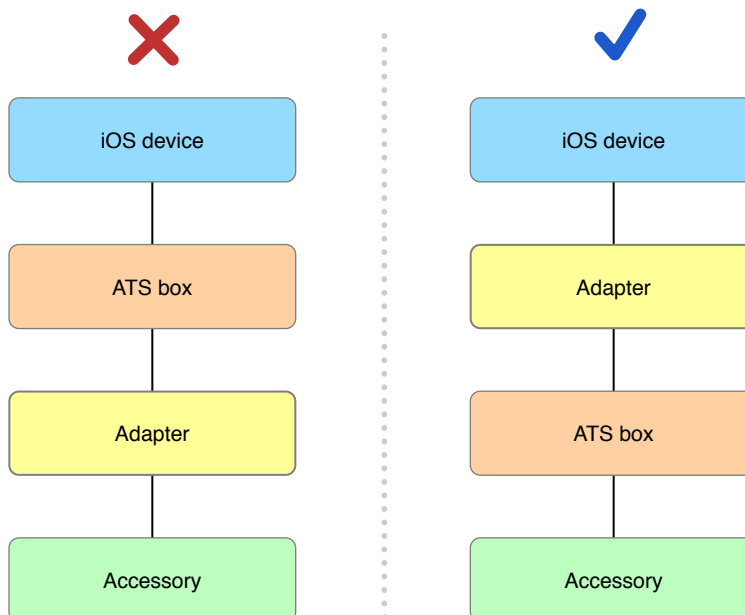 iOS device
ATS box
Adapter
Accessory
iOS device
Adapter
ATS box
Accessory